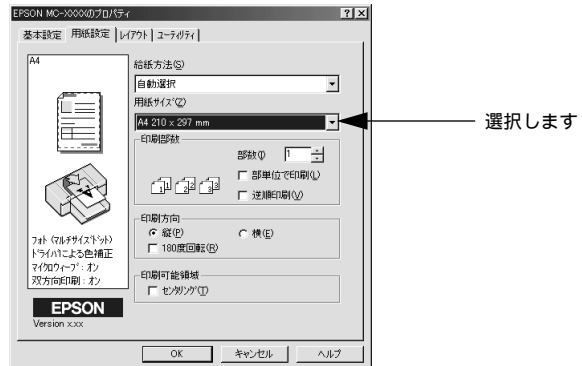 EPSON MC-XXXXのプロパティ
基本設定 用紙設定 レイアウト ユーティリティ
A4
給紙方法(S)
自動選択
用紙サイズ(Z)
A4 210 x 297 mm
選択します
印刷部数
部数(I) 1
部単位で印刷(L)
逆順印刷(V)
1 1 2 2 3 3
印刷方向
縦(P) 横(E)
180度回転(R)
フォト (マルチサイズドット)
ドライバによる色補正
マイクロウィーブ: オン
双方向印刷: オン
印刷可能領域
センタリング(T)
EPSON
Version x.xx
OK キャンセル ヘルプ